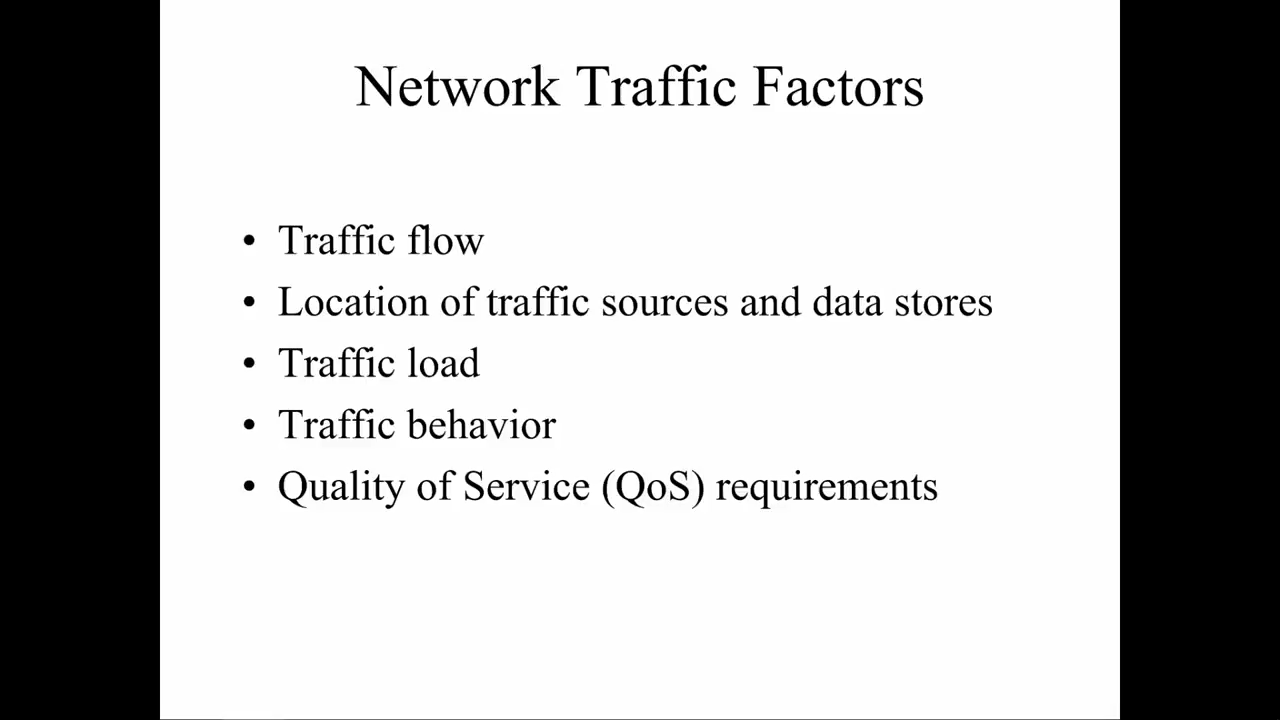 Network Traffic Factors
• Traffic flow
• Location of traffic sources and data stores
• Traffic load
• Traffic behavior
• Quality of Service (QoS) requirements